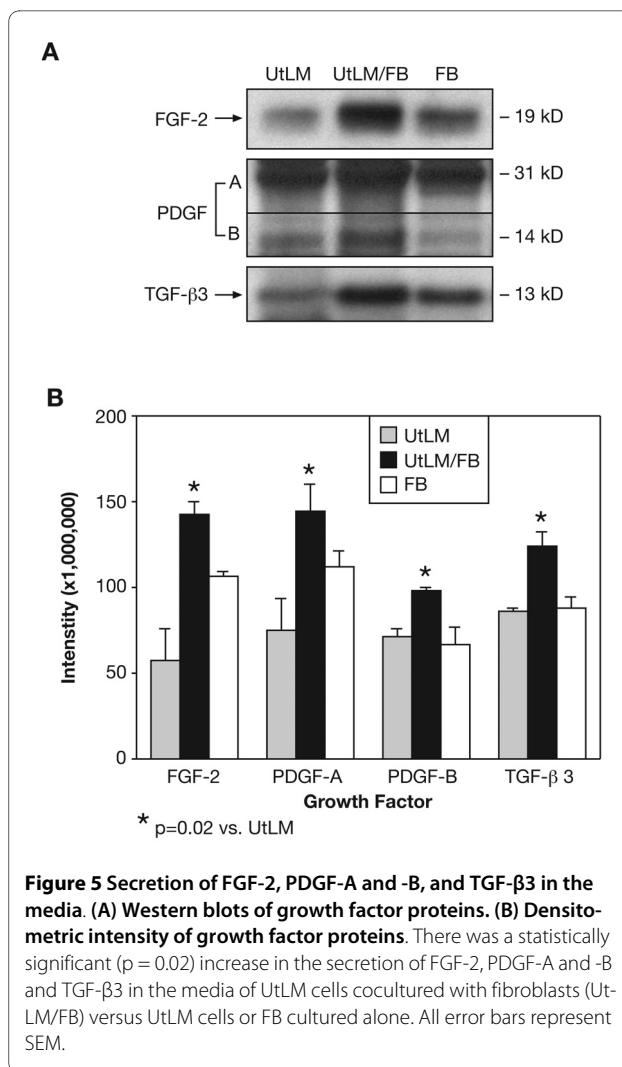 A
UtLM UtLM/FB FB
FGF-2 → – 19 kD
A – 31 kD
PDGF
B – 14 kD
TGF-β3 → – 13 kD
B
200
150
100
50
0
Intenstity (x1,000,000)
UtLM
UtLM/FB
FB
* * * *
FGF-2 PDGF-A PDGF-B TGF-β 3
Growth Factor
* p=0.02 vs. UtLM
Figure 5 Secretion of FGF-2, PDGF-A and -B, and TGF-β3 in the
media. (A) Western blots of growth factor proteins. (B) Densito-
metric intensity of growth factor proteins. There was a statistically
significant (p = 0.02) increase in the secretion of FGF-2, PDGF-A and -B
and TGF-β3 in the media of UtLM cells cocultured with fibroblasts (Ut-
LM/FB) versus UtLM cells or FB cultured alone. All error bars represent
SEM.